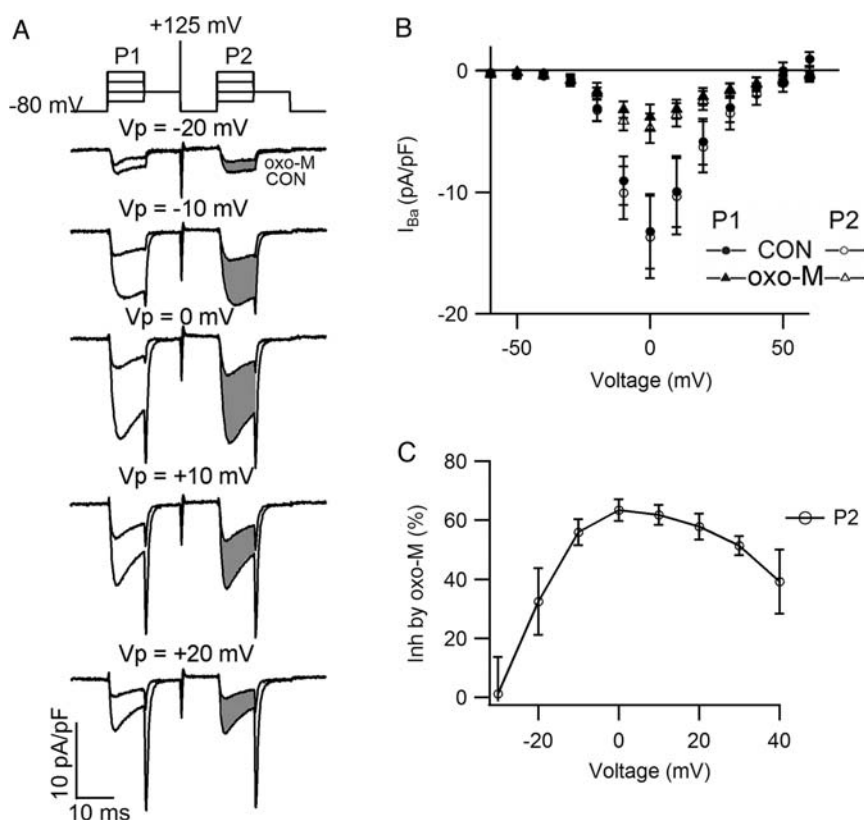 A
+125 mV
P1
P2
-80 mV
Vp = -20 mV
oxo-M
CON
Vp = -10 mV
Vp = 0 mV
Vp = +10 mV
Vp = +20 mV
10 pA/pF
10 ms
B
0
-10
-20
I_Ba (pA/pF)
P1 P2
CON
oxo-M
-50 0 50
Voltage (mV)
C
80
60
40
20
0
Inh by oxo-M (%)
P2
-20 0 20 40
Voltage (mV)